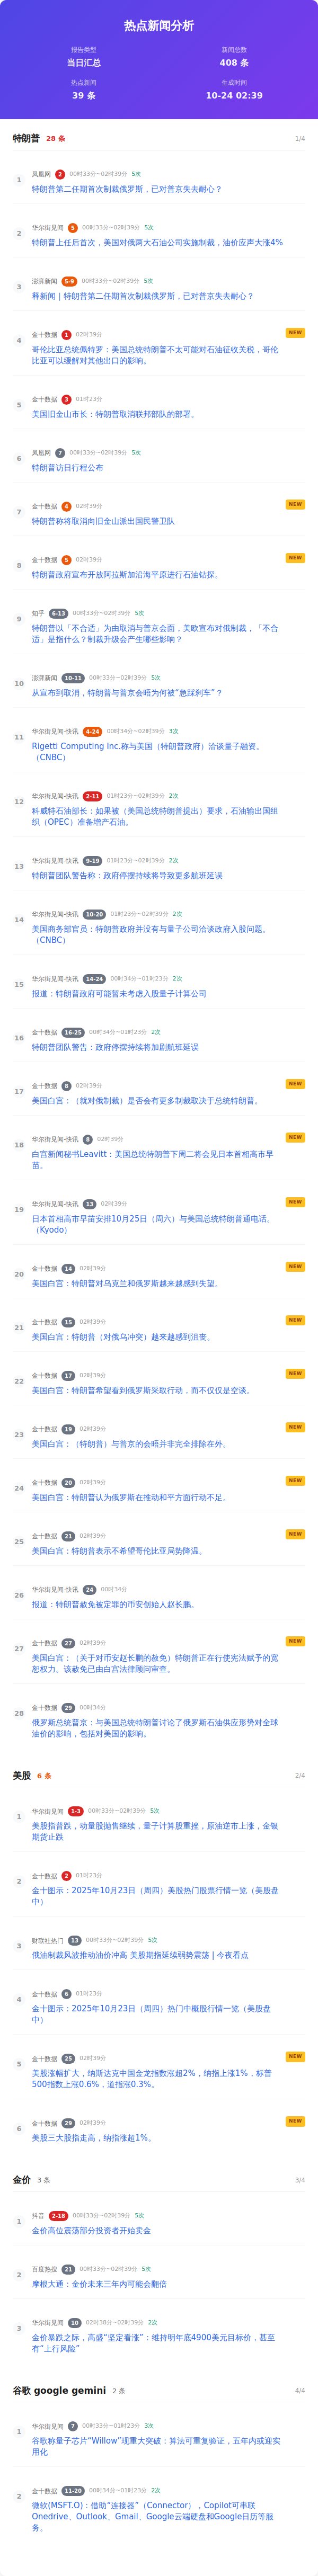 热点新闻分析
报告类型
新闻总数
当日汇总
408 条
热点新闻
生成时间
39 条
10-24 02:39
特朗普 28 条 1/4
1
凤凰网 2 00时33分~02时39分 5次
特朗普第二任期首次制裁俄罗斯，已对普京失去耐心？
2
华尔街见闻 5 00时33分~02时39分 5次
特朗普上任后首次，美国对俄两大石油公司实施制裁，油价应声大涨4%
3
澎湃新闻 5-9 00时33分~02时39分 5次
释新闻｜特朗普第二任期首次制裁俄罗斯，已对普京失去耐心？
4
金十数据 1 02时39分 NEW
哥伦比亚总统佩特罗：美国总统特朗普不太可能对石油征收关税，哥伦
比亚可以缓解对其他出口的影响。
5
金十数据 3 01时23分
美国旧金山市长：特朗普取消联邦部队的部署。
6
凤凰网 7 00时33分~02时39分 5次
特朗普访日行程公布
7
金十数据 4 02时39分 NEW
特朗普称将取消向旧金山派出国民警卫队
8
金十数据 5 02时39分 NEW
特朗普政府宣布开放阿拉斯加沿海平原进行石油钻探。
9
知乎 6-13 00时33分~02时39分 5次
特朗普以「不合适」为由取消与普京会面，美欧宣布对俄制裁，「不合
适」是指什么？制裁升级会产生哪些影响？
10
澎湃新闻 10-11 00时33分~02时39分 5次
从宣布到取消，特朗普与普京会晤为何被“急踩刹车”？
11
华尔街见闻-快讯 4-24 00时34分~02时39分 3次
Rigetti Computing Inc.称与美国（特朗普政府）洽谈量子融资。
（CNBC）
12
华尔街见闻-快讯 2-11 01时23分~02时39分 2次
科威特石油部长：如果被（美国总统特朗普提出）要求，石油输出国组
织（OPEC）准备增产石油。
13
华尔街见闻-快讯 9-19 01时23分~02时39分 2次
特朗普团队警告称：政府停摆持续将导致更多航班延误
14
华尔街见闻-快讯 10-20 01时23分~02时39分 2次
美国商务部官员：特朗普政府并没有与量子公司洽谈政府入股问题。
（CNBC）
15
华尔街见闻-快讯 14-24 00时34分~01时23分 2次
报道：特朗普政府可能暂未考虑入股量子计算公司
16
金十数据 16-25 00时34分~01时23分 2次
特朗普团队警告：政府停摆持续将加剧航班延误
17
金十数据 8 02时39分 NEW
美国白宫：（就对俄制裁）是否会有更多制裁取决于总统特朗普。
18
华尔街见闻-快讯 8 02时39分 NEW
白宫新闻秘书Leavitt：美国总统特朗普下周二将会见日本首相高市早
苗。
19
华尔街见闻-快讯 13 02时39分 NEW
日本首相高市早苗安排10月25日（周六）与美国总统特朗普通电话。
（Kyodo）
20
金十数据 14 02时39分 NEW
美国白宫：特朗普对乌克兰和俄罗斯越来越感到失望。
21
金十数据 15 02时39分 NEW
美国白宫：特朗普（对俄乌冲突）越来越感到沮丧。
22
金十数据 17 02时39分 NEW
美国白宫：特朗普希望看到俄罗斯采取行动，而不仅仅是空谈。
23
金十数据 19 02时39分 NEW
美国白宫：（特朗普）与普京的会晤并非完全排除在外。
24
金十数据 20 02时39分 NEW
美国白宫：特朗普认为俄罗斯在推动和平方面行动不足。
25
金十数据 21 02时39分 NEW
美国白宫：特朗普表示不希望哥伦比亚局势降温。
26
华尔街见闻-快讯 24 00时34分
报道：特朗普赦免被定罪的币安创始人赵长鹏。
27
金十数据 27 02时39分 NEW
美国白宫：（关于对币安赵长鹏的赦免）特朗普正在行使宪法赋予的宽
恕权力。该赦免已由白宫法律顾问审查。
28
金十数据 29 00时34分
俄罗斯总统普京：与美国总统特朗普讨论了俄罗斯石油供应形势对全球
油价的影响，包括对美国的影响。
美股 6 条 2/4
1
华尔街见闻 1-3 00时33分~02时39分 5次
美股指普跌，动量股抛售继续，量子计算股重挫，原油逆市上涨，金银
期货止跌
2
金十数据 2 01时23分
金十图示：2025年10月23日（周四）美股热门股票行情一览（美股盘
中）
3
财联社热门 13 00时33分~02时39分 5次
俄油制裁风波推动油价冲高 美股期指延续弱势震荡 | 今夜看点
4
金十数据 6 01时23分
金十图示：2025年10月23日（周四）热门中概股行情一览（美股盘
中）
5
金十数据 25 02时39分 NEW
美股涨幅扩大，纳斯达克中国金龙指数涨超2%，纳指上涨1%，标普
500指数上涨0.6%，道指涨0.3%。
6
金十数据 29 02时39分 NEW
美股三大股指走高，纳指涨超1%。
金价 3 条 3/4
1
抖音 2-18 00时33分~02时39分 5次
金价高位震荡部分投资者开始卖金
2
百度热搜 21 00时33分~02时39分 5次
摩根大通：金价未来三年内可能会翻倍
3
华尔街见闻 10 02时38分~02时39分 2次
金价暴跌之际，高盛“坚定看涨”：维持明年底4900美元目标价，甚至
有“上行风险”
谷歌 google gemini 2 条 4/4
1
华尔街见闻 7 00时33分~01时23分 3次
谷歌称量子芯片“Willow”现重大突破：算法可重复验证，五年内或迎实
用化
2
金十数据 11-20 00时34分~01时23分 2次
微软(MSFT.O)：借助“连接器”（Connector），Copilot可串联
Onedrive、Outlook、Gmail、Google云端硬盘和Google日历等服
务。